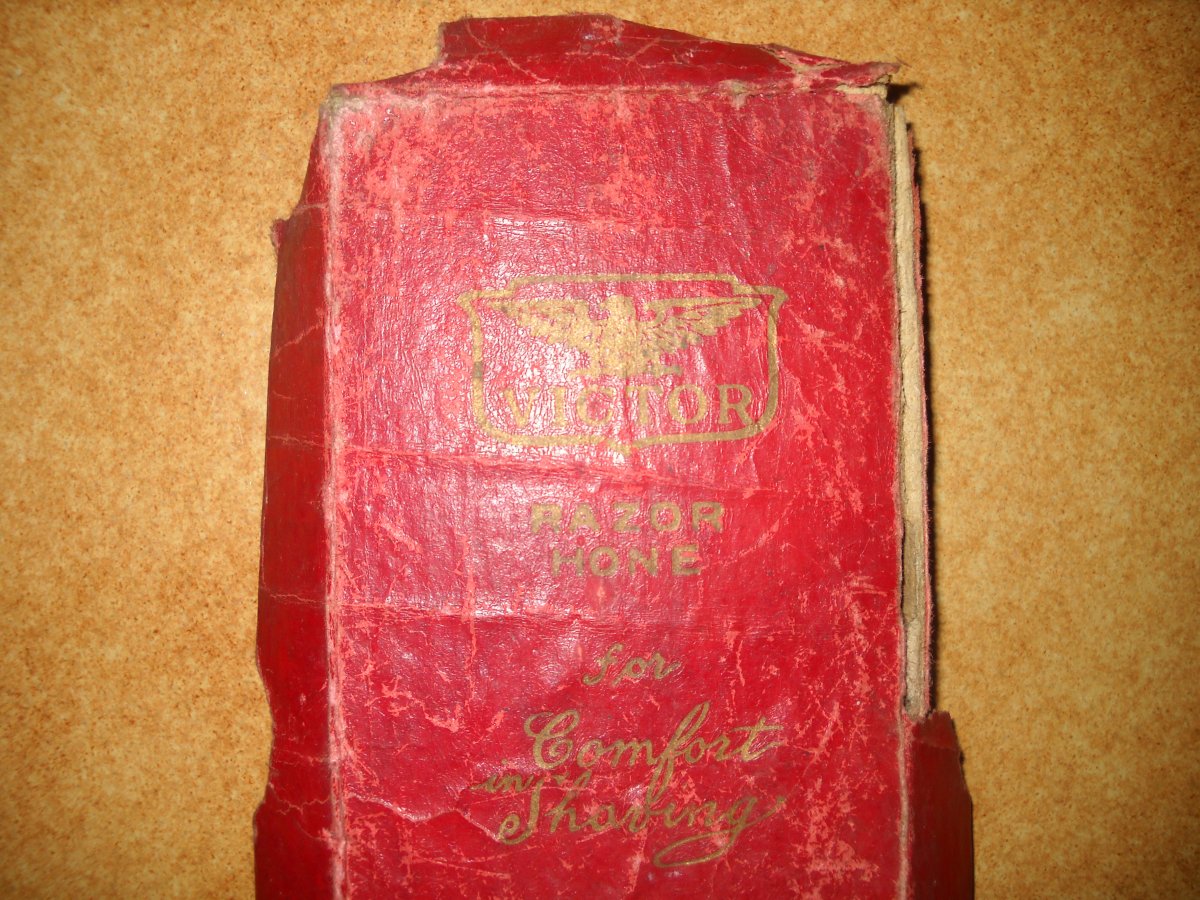 VICTOR
RAZOR
HONE
for
Comfort
in Shaving